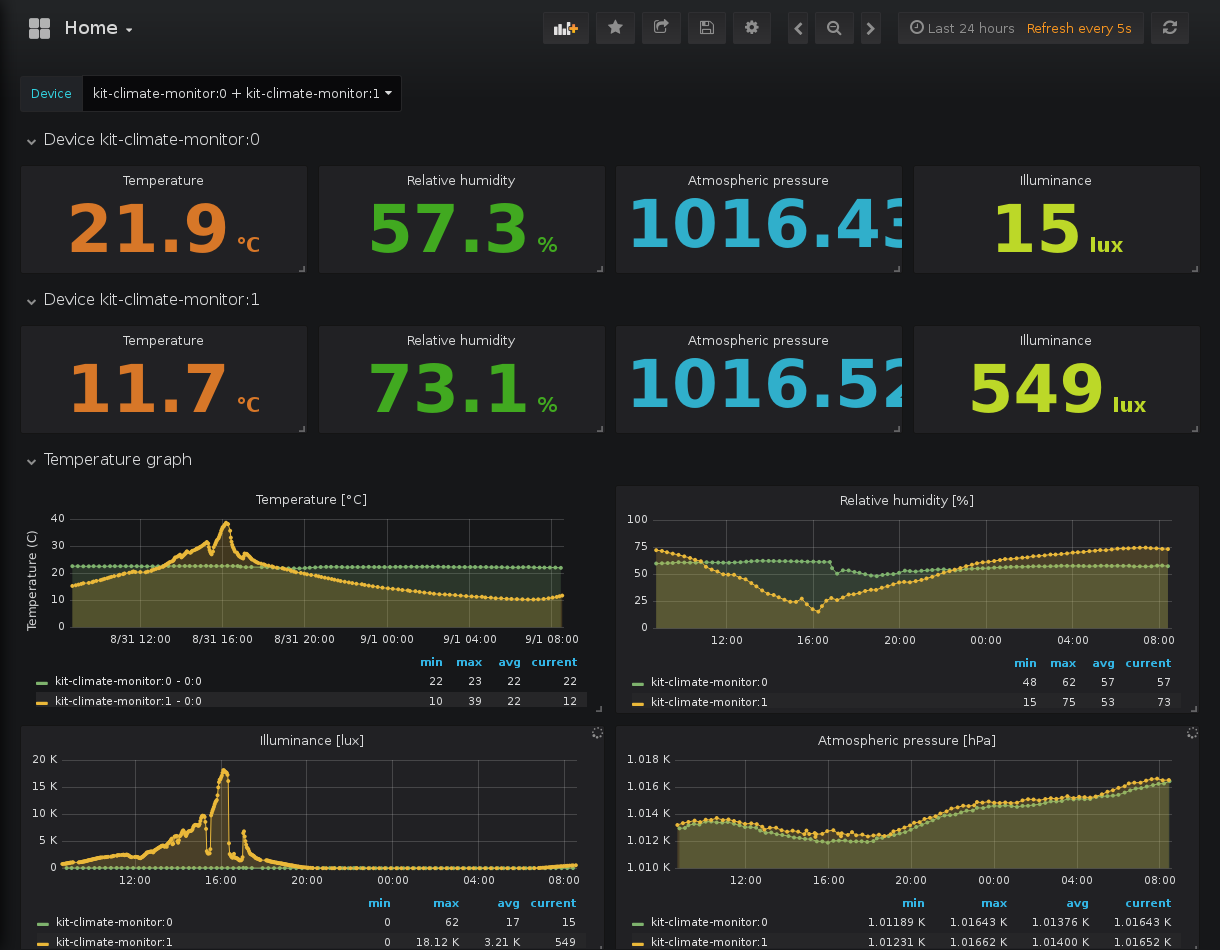 Home
Last 24 hours Refresh every 5s
Device kit-climate-monitor:0 + kit-climate-monitor:1
Device kit-climate-monitor:0
Temperature Relative humidity Atmospheric pressure Illuminance
21.9 °C 57.3 % 1016.43 15 lux
Device kit-climate-monitor:1
Temperature Relative humidity Atmospheric pressure Illuminance
11.7 °C 73.1 % 1016.52 549 lux
Temperature graph
Temperature [°C]
Temperature (C)
40
30
20
10
0
8/31 12:00 8/31 16:00 8/31 20:00 9/1 00:00 9/1 04:00 9/1 08:00
min max avg current
kit-climate-monitor:0 - 0:0 22 23 22 22
kit-climate-monitor:1 - 0:0 10 39 22 12
Relative humidity [%]
100
75
50
25
0
12:00 16:00 20:00 00:00 04:00 08:00
min max avg current
kit-climate-monitor:0 48 62 57 57
kit-climate-monitor:1 15 75 53 73
Illuminance [lux]
20 K
15 K
10 K
5 K
0
12:00 16:00 20:00 00:00 04:00 08:00
min max avg current
kit-climate-monitor:0 0 62 17 15
kit-climate-monitor:1 0 18.12 K 3.21 K 549
Atmospheric pressure [hPa]
1.018 K
1.016 K
1.014 K
1.012 K
1.010 K
12:00 16:00 20:00 00:00 04:00 08:00
min max avg current
kit-climate-monitor:0 1.01189 K 1.01643 K 1.01376 K 1.01643 K
kit-climate-monitor:1 1.01231 K 1.01662 K 1.01400 K 1.01652 K